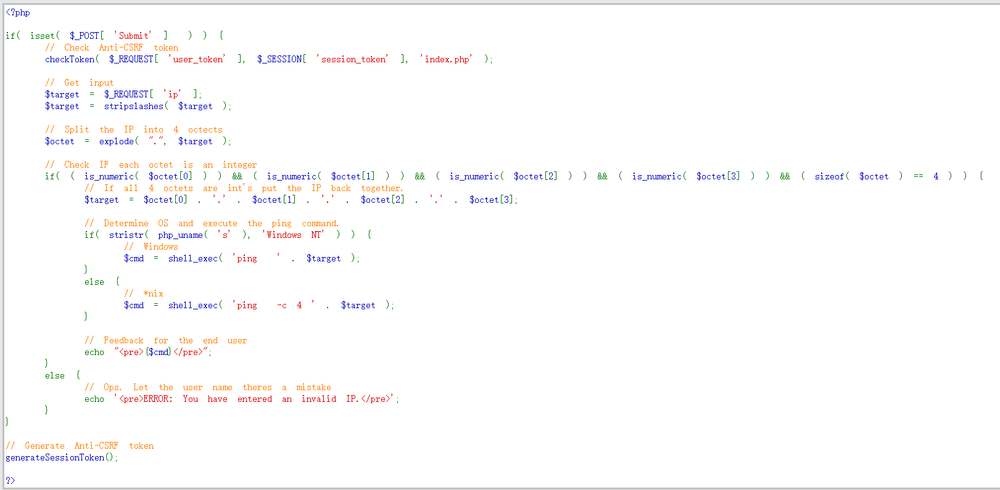 <?php
if( isset( $_POST[ 'Submit' ] ) ) {
// Check Anti-CSRF token
checkToken( $_REQUEST[ 'user_token' ], $_SESSION[ 'session_token' ], 'index.php' );
// Get input
$target = $_REQUEST[ 'ip' ];
$target = stripslashes( $target );
// Split the IP into 4 octects
$octet = explode( ".", $target );
// Check IF each octet is an integer
if( ( is_numeric( $octet[0] ) ) && ( is_numeric( $octet[1] ) ) && ( is_numeric( $octet[2] ) ) && ( is_numeric( $octet[3] ) ) && ( sizeof( $octet ) == 4 ) ) {
// If all 4 octets are int's put the IP back together.
$target = $octet[0] . '.' . $octet[1] . '.' . $octet[2] . '.' . $octet[3];
// Determine OS and execute the ping command.
if( stristr( php_uname( 's' ), 'Windows NT' ) ) {
// Windows
$cmd = shell_exec( 'ping  ' . $target );
}
else {
// *nix
$cmd = shell_exec( 'ping  -c 4 ' . $target );
}
// Feedback for the end user
echo "<pre>{$cmd}</pre>";
}
else {
// Ops. Let the user name theres a mistake
echo '<pre>ERROR: You have entered an invalid IP.</pre>';
}
}
// Generate Anti-CSRF token
generateSessionToken();
?>